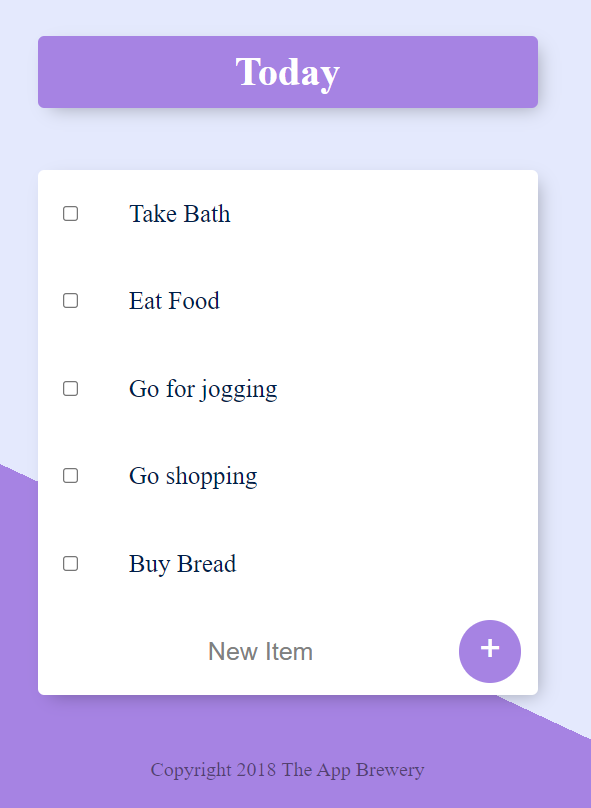 Today
Take Bath
Eat Food
Go for jogging
Go shopping
Buy Bread
New Item +
Copyright 2018 The App Brewery